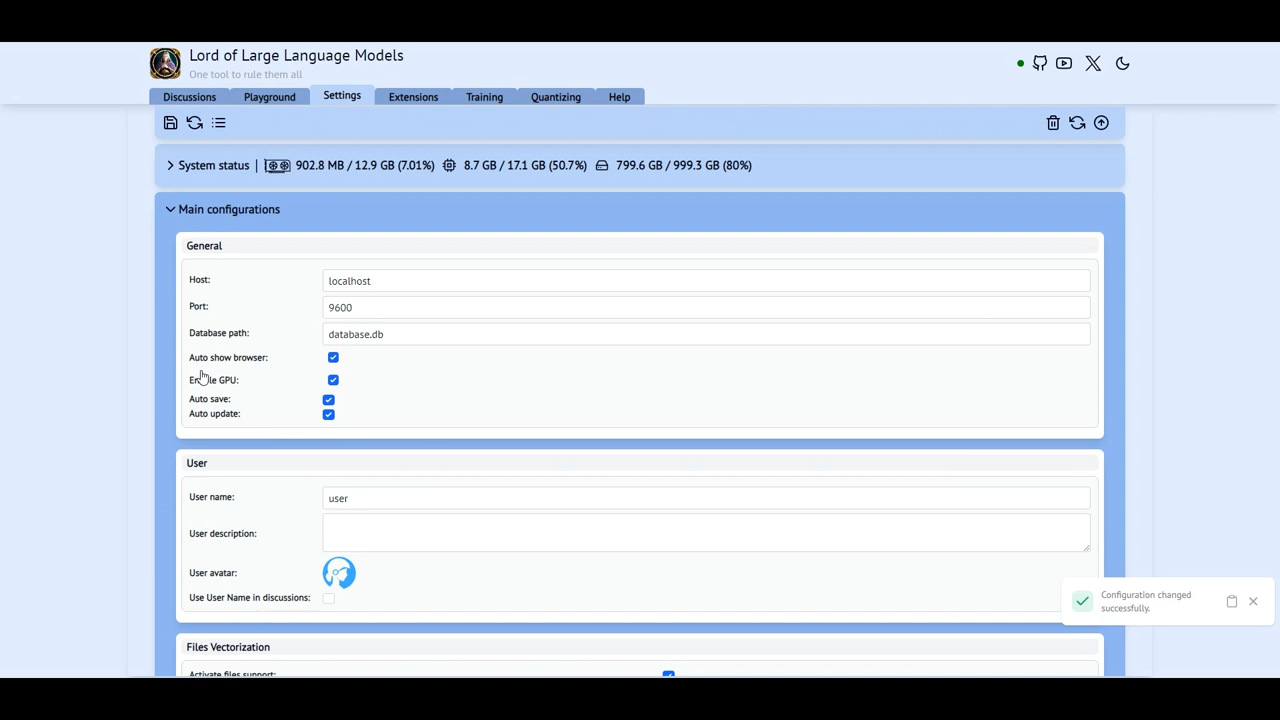 Lord of Large Language Models
One tool to rule them all
Discussions Playground Settings Extensions Training Quantizing Help
System status | 902.8 MB / 12.9 GB (7.01%) 8.7 GB / 17.1 GB (50.7%) 799.6 GB / 999.3 GB (80%)
Main configurations
General
Host: localhost
Port: 9600
Database path: database.db
Auto show browser:
Enable GPU:
Auto save:
Auto update:
User
User name: user
User description:
User avatar:
Use User Name in discussions:
Configuration changed
successfully.
Files Vectorization
Activate files support: